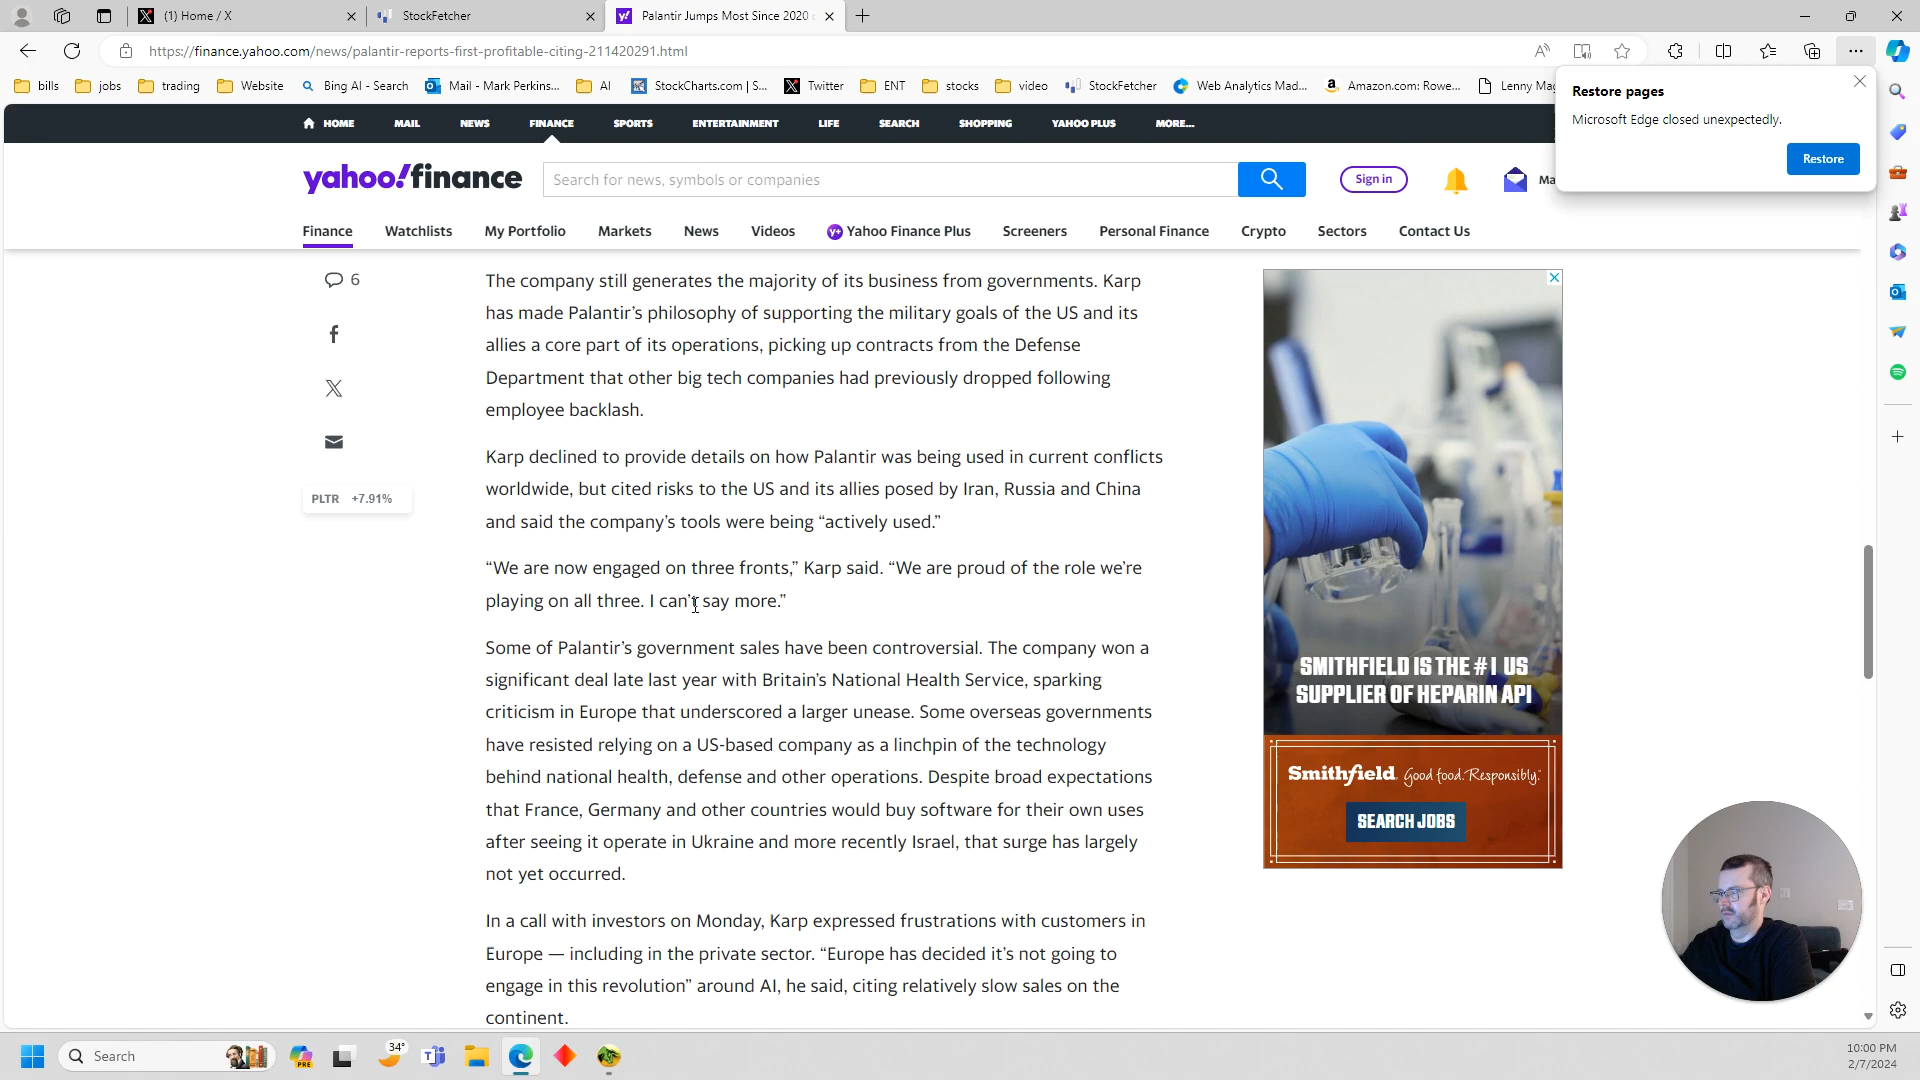 (1) Home / X
StockFetcher
Palantir Jumps Most Since 2020
https://finance.yahoo.com/news/palantir-reports-first-profitable-citing-211420291.html
bills
jobs
trading
Website
Bing AI - Search
Mail - Mark Perkins...
AI
StockCharts.com | S...
Twitter
ENT
stocks
video
StockFetcher
Web Analytics Mad...
Amazon.com: Rowe...
Lenny
Restore pages
Microsoft Edge closed unexpectedly.
Restore
HOME
MAIL
NEWS
FINANCE
SPORTS
ENTERTAINMENT
LIFE
SEARCH
SHOPPING
YAHOO PLUS
MORE...
yahoo!finance
Search for news, symbols or companies
Sign in
Finance
Watchlists
My Portfolio
Markets
News
Videos
Yahoo Finance Plus
Screeners
Personal Finance
Crypto
Sectors
Contact Us
6
PLTR +7.91%
The company still generates the majority of its business from governments. Karp
has made Palantir’s philosophy of supporting the military goals of the US and its
allies a core part of its operations, picking up contracts from the Defense
Department that other big tech companies had previously dropped following
employee backlash.
Karp declined to provide details on how Palantir was being used in current conflicts
worldwide, but cited risks to the US and its allies posed by Iran, Russia and China
and said the company’s tools were being “actively used.”
“We are now engaged on three fronts,” Karp said. “We are proud of the role we’re
playing on all three. I can’t say more.”
Some of Palantir’s government sales have been controversial. The company won a
significant deal late last year with Britain’s National Health Service, sparking
criticism in Europe that underscored a larger unease. Some overseas governments
have resisted relying on a US-based company as a linchpin of the technology
behind national health, defense and other operations. Despite broad expectations
that France, Germany and other countries would buy software for their own uses
after seeing it operate in Ukraine and more recently Israel, that surge has largely
not yet occurred.
In a call with investors on Monday, Karp expressed frustrations with customers in
Europe — including in the private sector. “Europe has decided it’s not going to
engage in this revolution” around AI, he said, citing relatively slow sales on the
continent.
SMITHFIELD IS THE #1 US
SUPPLIER OF HEPARIN API
Smithfield. Good food. Responsibly.
SEARCH JOBS
Search
PRE
34°
10:00 PM
2/7/2024